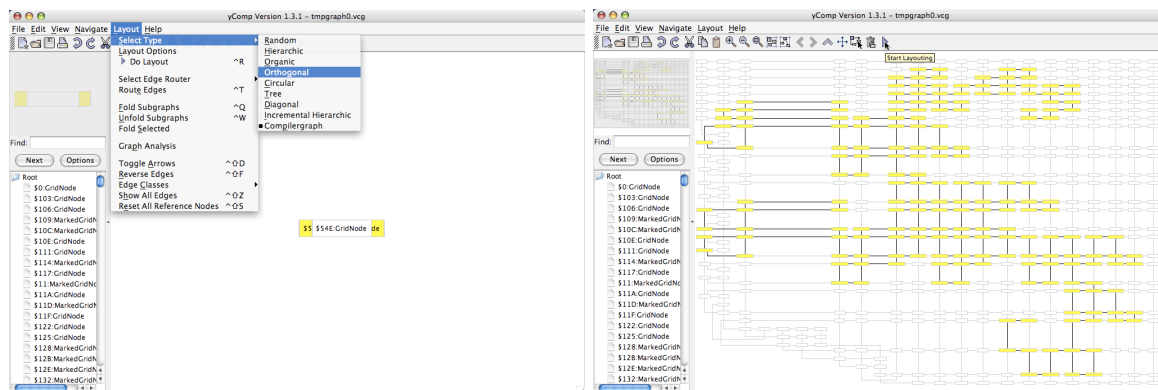 yComp Version 1.3.1 – tmpgraph0.vcg
File Edit View Navigate Layout Help
Select Type
Layout Options
Do Layout ^R
Select Edge Router
Route Edges ^T
Fold Subgraphs ^Q
Unfold Subgraphs ^W
Fold Selected
Graph Analysis
Toggle Arrows ^⇧D
Reverse Edges ^⇧F
Edge Classes
Show All Edges ^⇧Z
Reset All Reference Nodes ^⇧S
Random
Hierarchic
Organic
Orthogonal
Circular
Tree
Diagonal
Incremental Hierarchic
Compilergraph
Find:
Next Options
Root
$0:GridNode
$103:GridNode
$106:GridNode
$109:MarkedGridN
$10C:MarkedGridN
$10E:GridNode
$111:GridNode
$114:MarkedGridN
$117:GridNode
$11:MarkedGridNo
$11A:GridNode
$11D:MarkedGridN
$11F:GridNode
$122:GridNode
$125:GridNode
$128:MarkedGridN
$12B:MarkedGridN
$12E:MarkedGridN
$132:MarkedGridN
$5 $54E:GridNode de
yComp Version 1.3.1 – tmpgraph0.vcg
File Edit View Navigate Layout Help
Start Layouting
Find:
Next Options
Root
$0:GridNode
$103:GridNode
$106:GridNode
$109:MarkedGridN
$10C:MarkedGridN
$10E:GridNode
$111:GridNode
$114:MarkedGridN
$117:GridNode
$11:MarkedGridNo
$11A:GridNode
$11D:MarkedGridN
$11F:GridNode
$122:GridNode
$125:GridNode
$128:MarkedGridN
$12B:MarkedGridN
$12E:MarkedGridN
$132:MarkedGridN